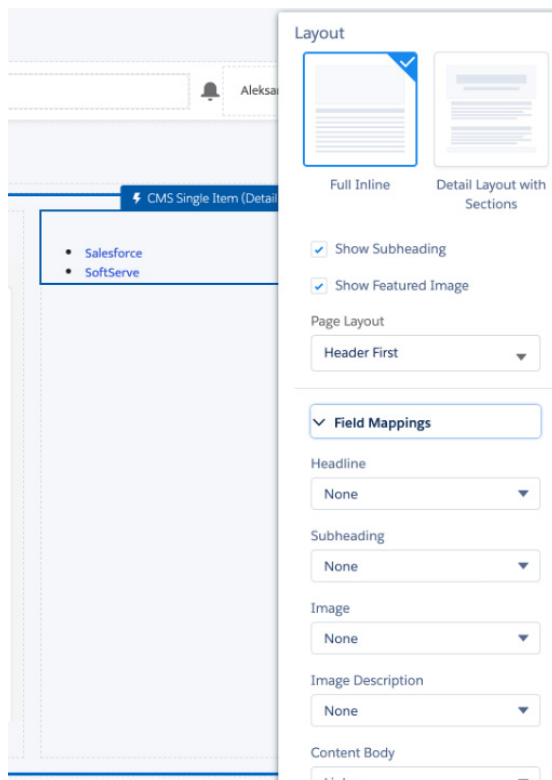 Layout
Aleksa
Full Inline
Detail Layout with
Sections
CMS Single Item (Detail
Salesforce
SoftServe
Show Subheading
Show Featured Image
Page Layout
Header First
Field Mappings
Headline
None
Subheading
None
Image
None
Image Description
None
Content Body